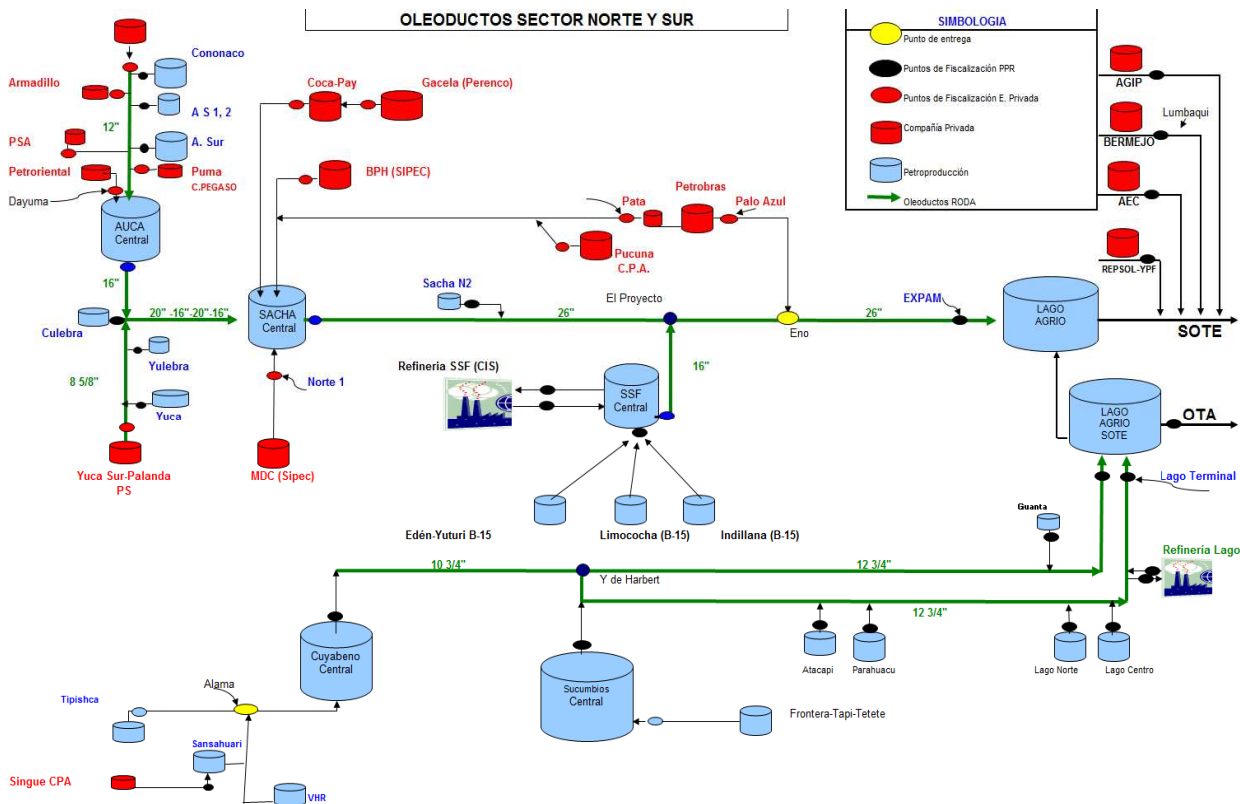 OLEODUCTOS SECTOR NORTE Y SUR
SIMBOLOGIA
Punto de entrega
Puntos de Fiscalización PPR
Puntos de Fiscalización E. Privada
Compañía Privada
Petroproducción
Oleoductos RODA
AGIP
Lumbaqui
BERMEJO
AEC
REPSOL-YPF
SOTE
Cononaco
Armadillo
A S 1, 2
12"
PSA
A. Sur
Petroriental
Puma
C.PEGASO
Dayuma
AUCA
Central
16"
Coca-Pay
Gacela (Perenco)
BPH (SIPEC)
Pata
Petrobras
Palo Azul
Pucuna
C.P.A.
Culebra
20" -16"-20"-16"
SACHA
Central
Sacha N2
26"
El Proyecto
Eno
26"
EXPAM
LAGO
AGRIO
Yulebra
8 5/8"
Yuca
Yuca Sur-Palanda
PS
Norte 1
MDC (Sipec)
Refineria SSF (CIS)
SSF
Central
16"
Edén-Yuturi B-15
Limococha (B-15)
Indillana (B-15)
LAGO
AGRIO
SOTE
OTA
Lago Terminal
Guanta
Refinería Lago
10 3/4"
Y de Harbert
12 3/4"
12 3/4"
Cuyabeno
Central
Atacapi
Parahuacu
Lago Norte
Lago Centro
Sucumbios
Central
Frontera-Tapi-Tetete
Alama
Tipishca
Sansahuari
Singue CPA
VHR